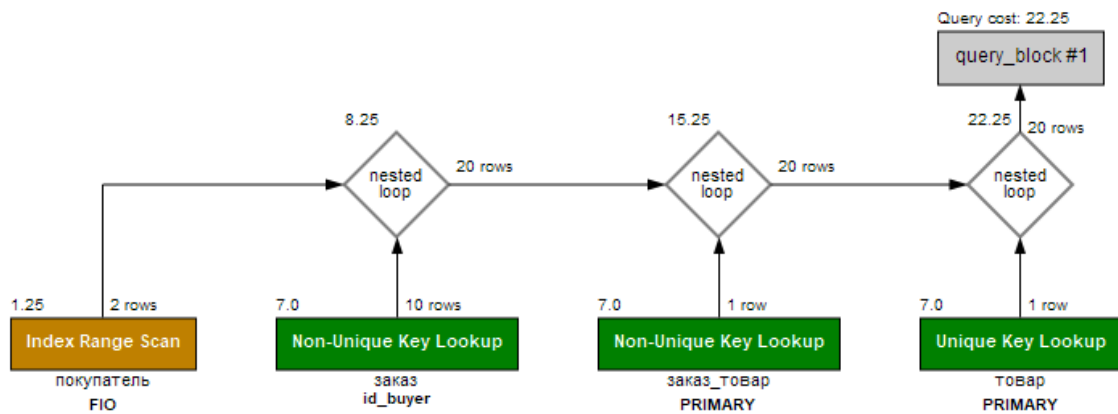 Query cost: 22.25
query_block #1
8.25
15.25
22.25
20 rows
nested
loop
20 rows
nested
loop
20 rows
nested
loop
1.25
2 rows
7.0
10 rows
7.0
1 row
7.0
1 row
Index Range Scan
Non-Unique Key Lookup
Non-Unique Key Lookup
Unique Key Lookup
покупатель
заказ
заказ_товар
товар
FIO
id_buyer
PRIMARY
PRIMARY